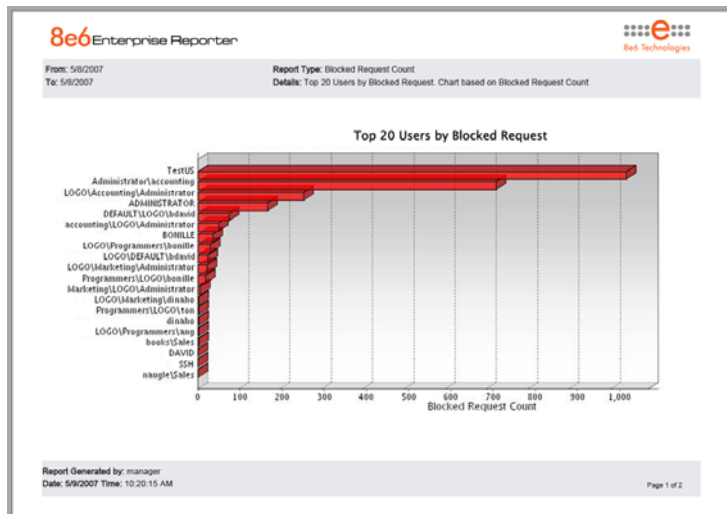 8e6 Enterprise Reporter
e
8e6 Technologies
From: 5/8/2007
To: 5/8/2007
Report Type: Blocked Request Count
Details: Top 20 Users by Blocked Request. Chart based on Blocked Request Count
Top 20 Users by Blocked Request
TestUS
Administrator\accounting
LOGO\Accounting\Administrator
ADMINISTRATOR
DEFAULT\LOGO\bdavid
accounting\LOGO\Administrator
BONILLE
LOGO\Programmers\bonille
LOGO\DEFAULT\bdavid
LOGO\Marketing\Administrator
Programmers\LOGO\bonille
Marketing\LOGO\Administrator
LOGO\Marketing\dinaho
Programmers\LOGO\ton
dinaho
LOGO\Programmers\ang
books\Sales
DAVID
SSH
naugle\Sales
0 100 200 300 400 500 600 700 800 900 1,000
Blocked Request Count
Report Generated by: manager
Date: 5/9/2007 Time: 10:20:15 AM
Page 1 of 2